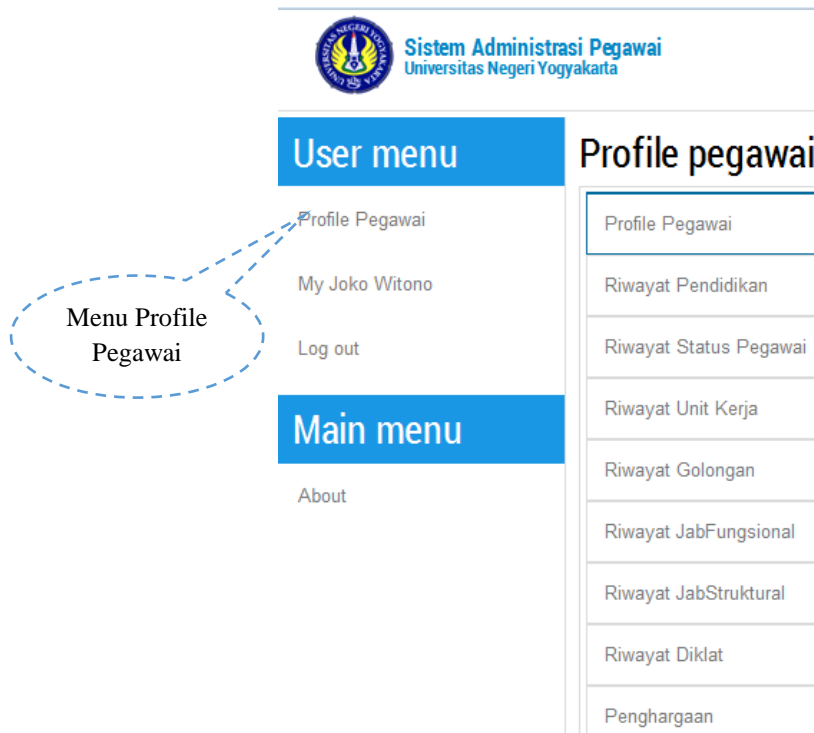 Sistem Administrasi Pegawai
Universitas Negeri Yogyakarta
User menu
Profile Pegawai
My Joko Witono
Log out
Main menu
About
Menu Profile
Pegawai
Profile pegawai
Profile Pegawai
Riwayat Pendidikan
Riwayat Status Pegawai
Riwayat Unit Kerja
Riwayat Golongan
Riwayat JabFungsional
Riwayat JabStruktural
Riwayat Diklat
Penghargaan